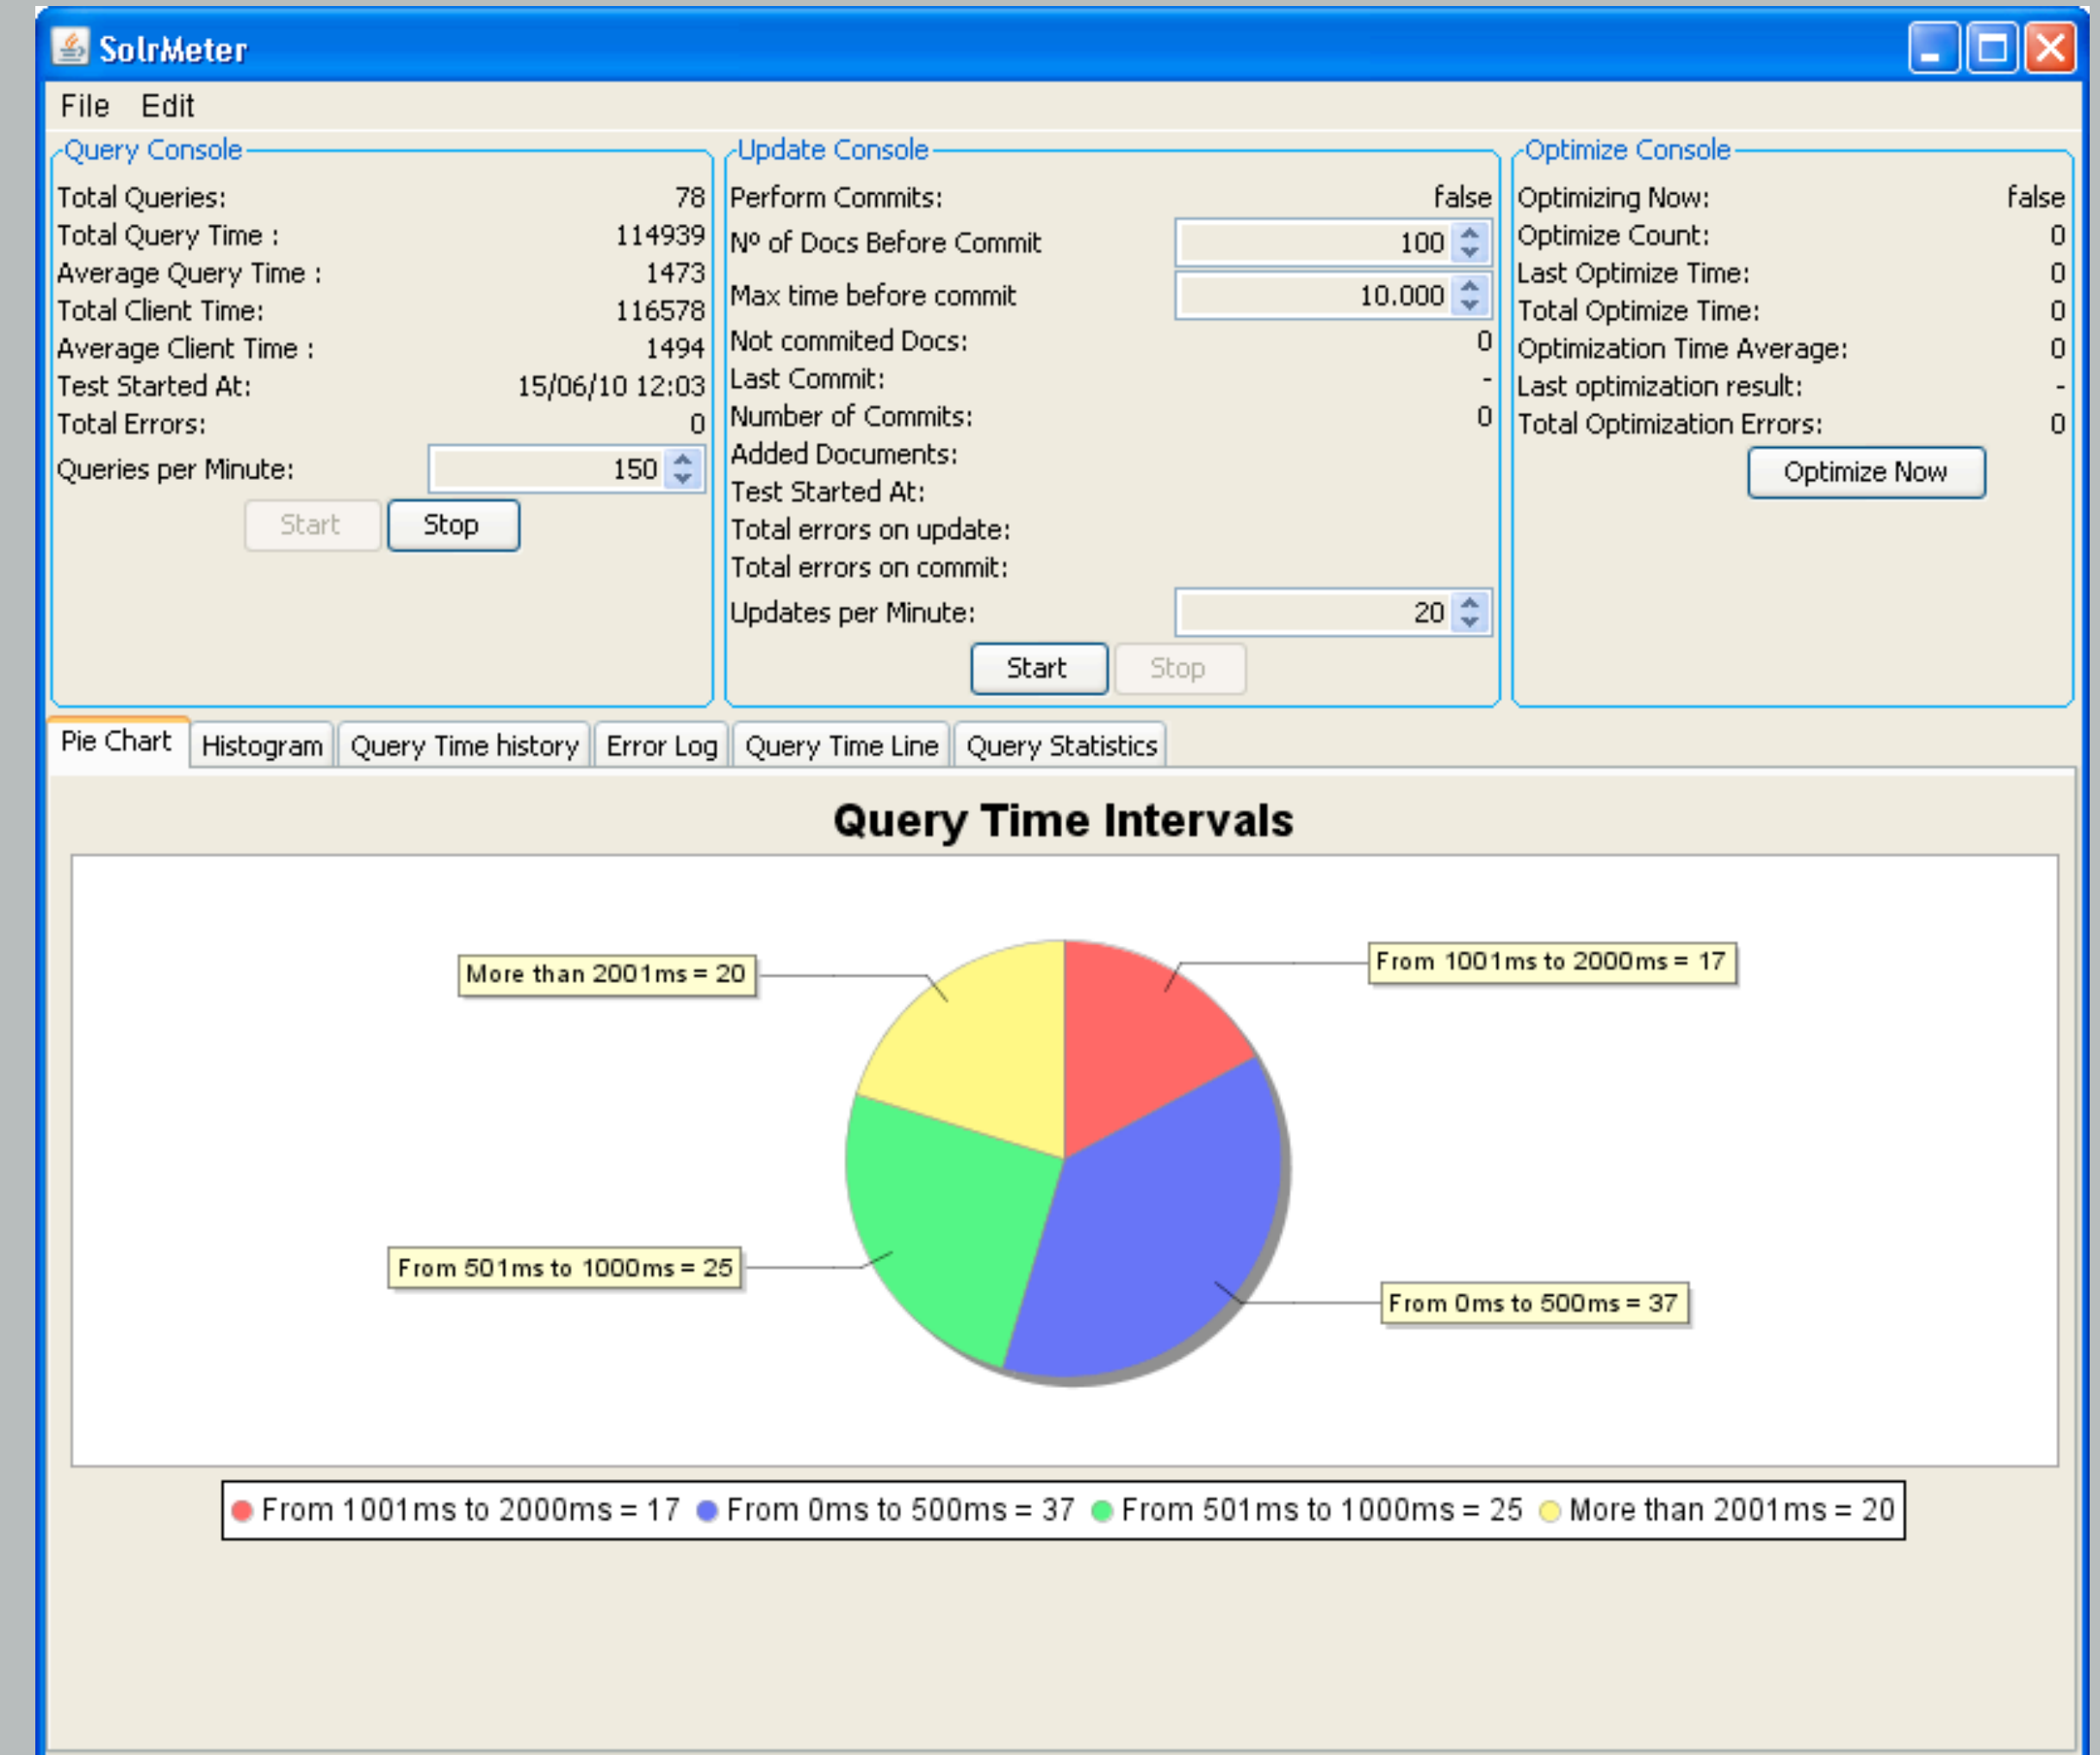 SolrMeter
File Edit
Query Console
Total Queries: 78
Total Query Time : 114939
Average Query Time : 1473
Total Client Time: 116578
Average Client Time : 1494
Test Started At: 15/06/10 12:03
Total Errors: 0
Queries per Minute: 150
Start Stop
Update Console
Perform Commits: false
Nº of Docs Before Commit 100
Max time before commit 10.000
Not commited Docs: 0
Last Commit: -
Number of Commits: 0
Added Documents:
Test Started At:
Total errors on update:
Total errors on commit:
Updates per Minute: 20
Start Stop
Optimize Console
Optimizing Now: false
Optimize Count: 0
Last Optimize Time: 0
Total Optimize Time: 0
Optimization Time Average: 0
Last optimization result: -
Total Optimization Errors: 0
Optimize Now
Pie Chart Histogram Query Time history Error Log Query Time Line Query Statistics
Query Time Intervals
From 1001ms to 2000ms = 17
More than 2001ms = 20
From 501ms to 1000ms = 25
From 0ms to 500ms = 37
From 1001ms to 2000ms = 17 From 0ms to 500ms = 37 From 501ms to 1000ms = 25 More than 2001ms = 20